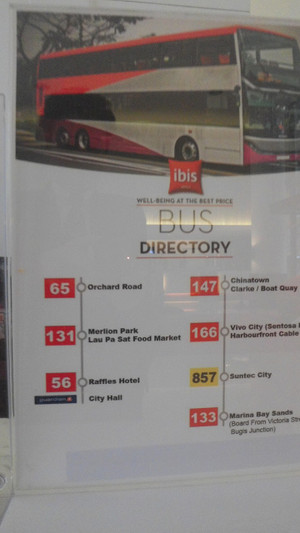 ibis
WELL-BEING AT THE BEST PRICE
BUS
DIRECTORY
65 Orchard Road
131 Merlion Park
Lau Pa Sat Food Market
56 Raffles Hotel
City Hall
147 Chinatown
Clarke / Boat Quay
166 Vivo City (Sentosa
Harbourfront Cable
857 Suntec City
133 Marina Bay Sands
(Board From Victoria Str
Bugis Junction)